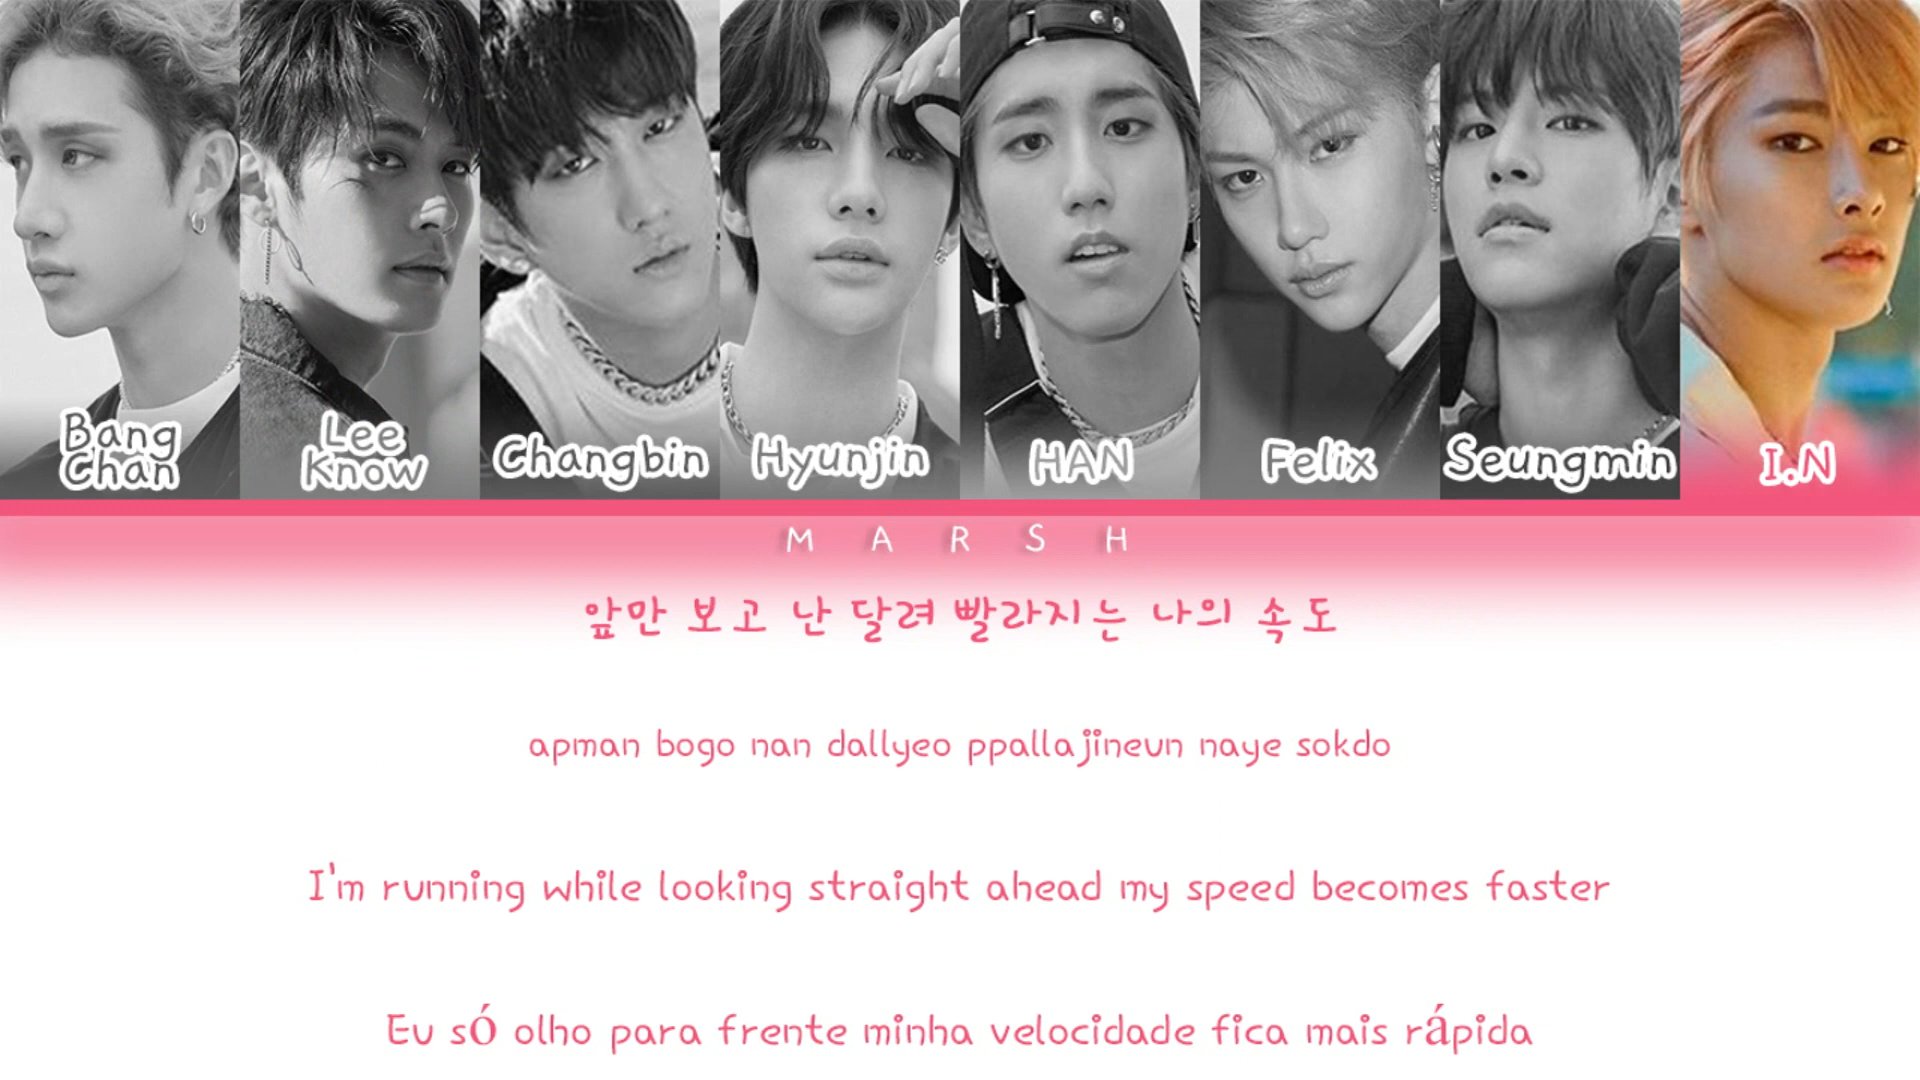 Bang
Chan
Lee
Know
Changbin
Hyunjin
HAN
Felix
Seungmin
I.N
M A R S H
앞만 보고 난 달려 빨라지는 나의 속도
apman bogo nan dallyeo ppallajineun naye sokdo
I'm running while looking straight ahead my speed becomes faster
Eu só olho para frente minha velocidade fica mais rápida